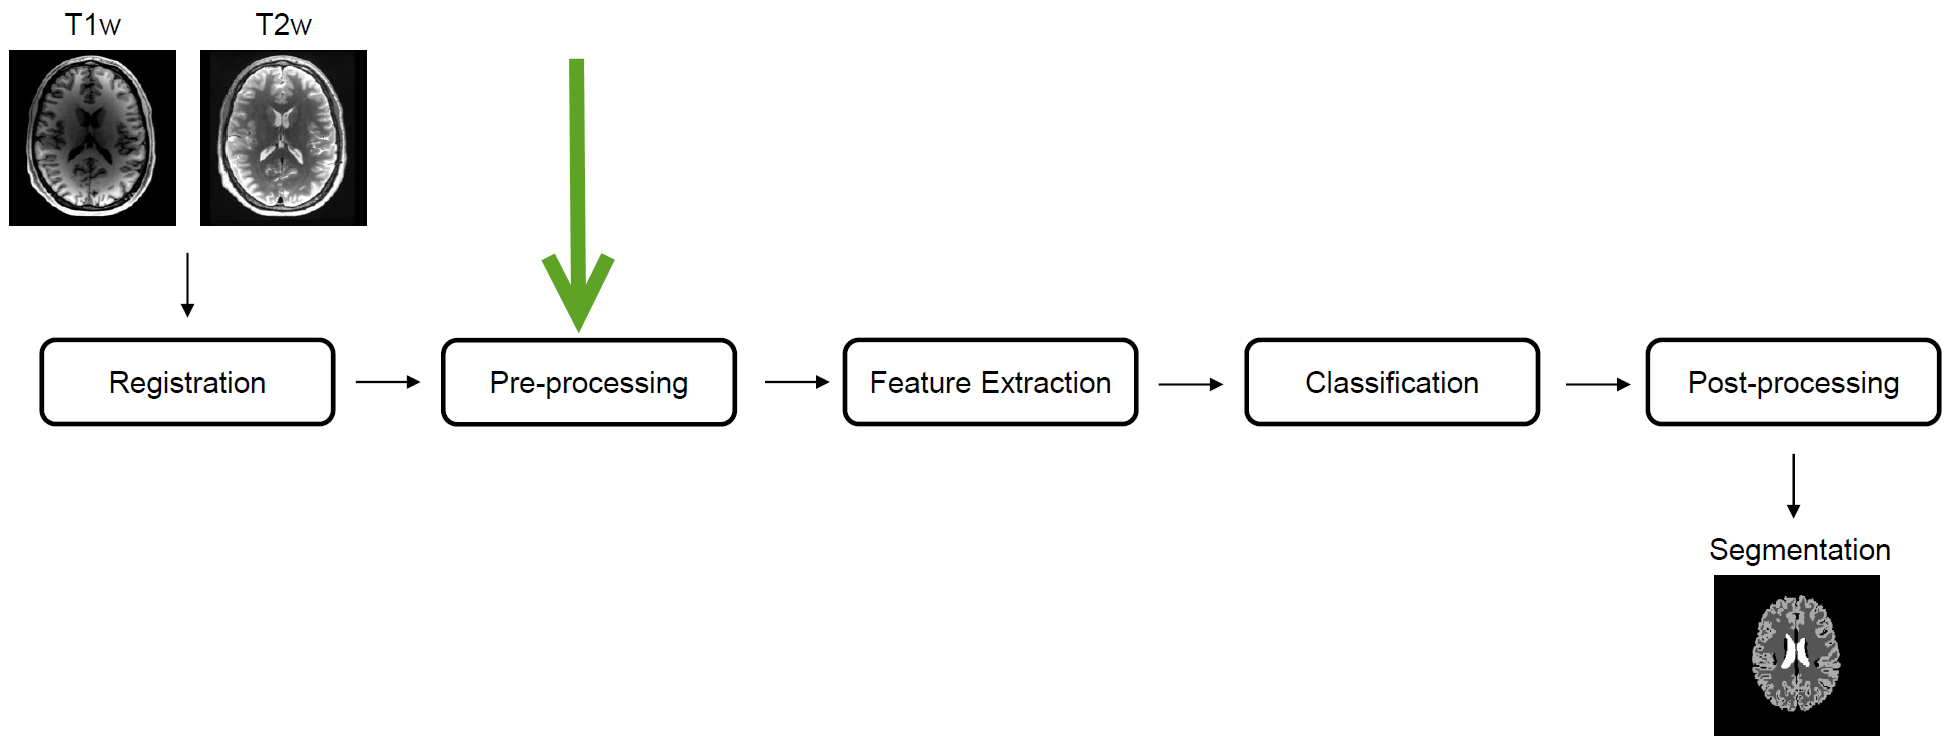 T1w
T2w
Registration
Pre-processing
Feature Extraction
Classification
Post-processing
Segmentation